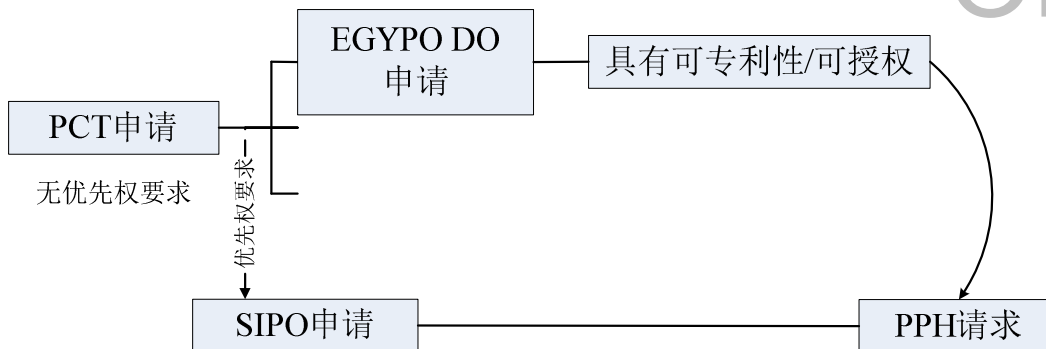 EGYPO DO
申请
具有可专利性/可授权
PCT申请
无优先权要求
优先权要求
SIPO申请
PPH请求